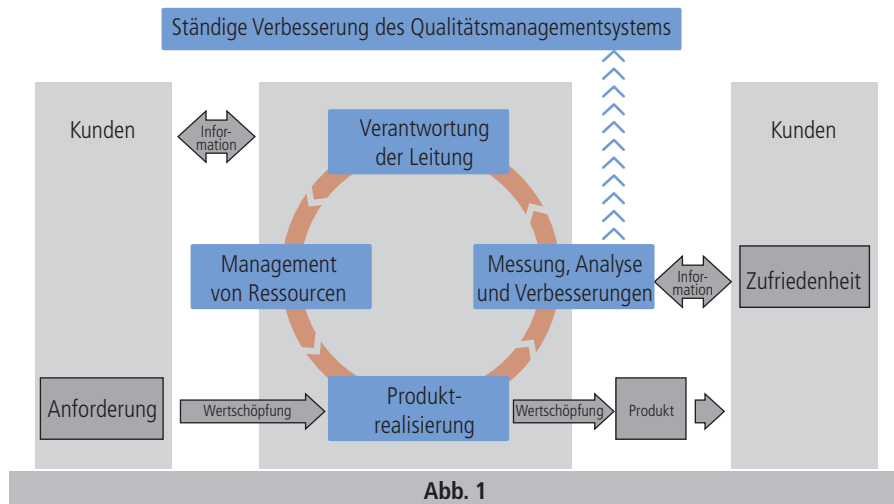 Ständige Verbesserung des Qualitätsmanagementsystems
Kunden
Infor-
mation
Verantwortung
der Leitung
Kunden
Management
von Ressourcen
Messung, Analyse
und Verbesserungen
Infor-
mation
Zufriedenheit
Anforderung
Wertschöpfung
Produkt-
realisierung
Wertschöpfung
Produkt
Abb. 1